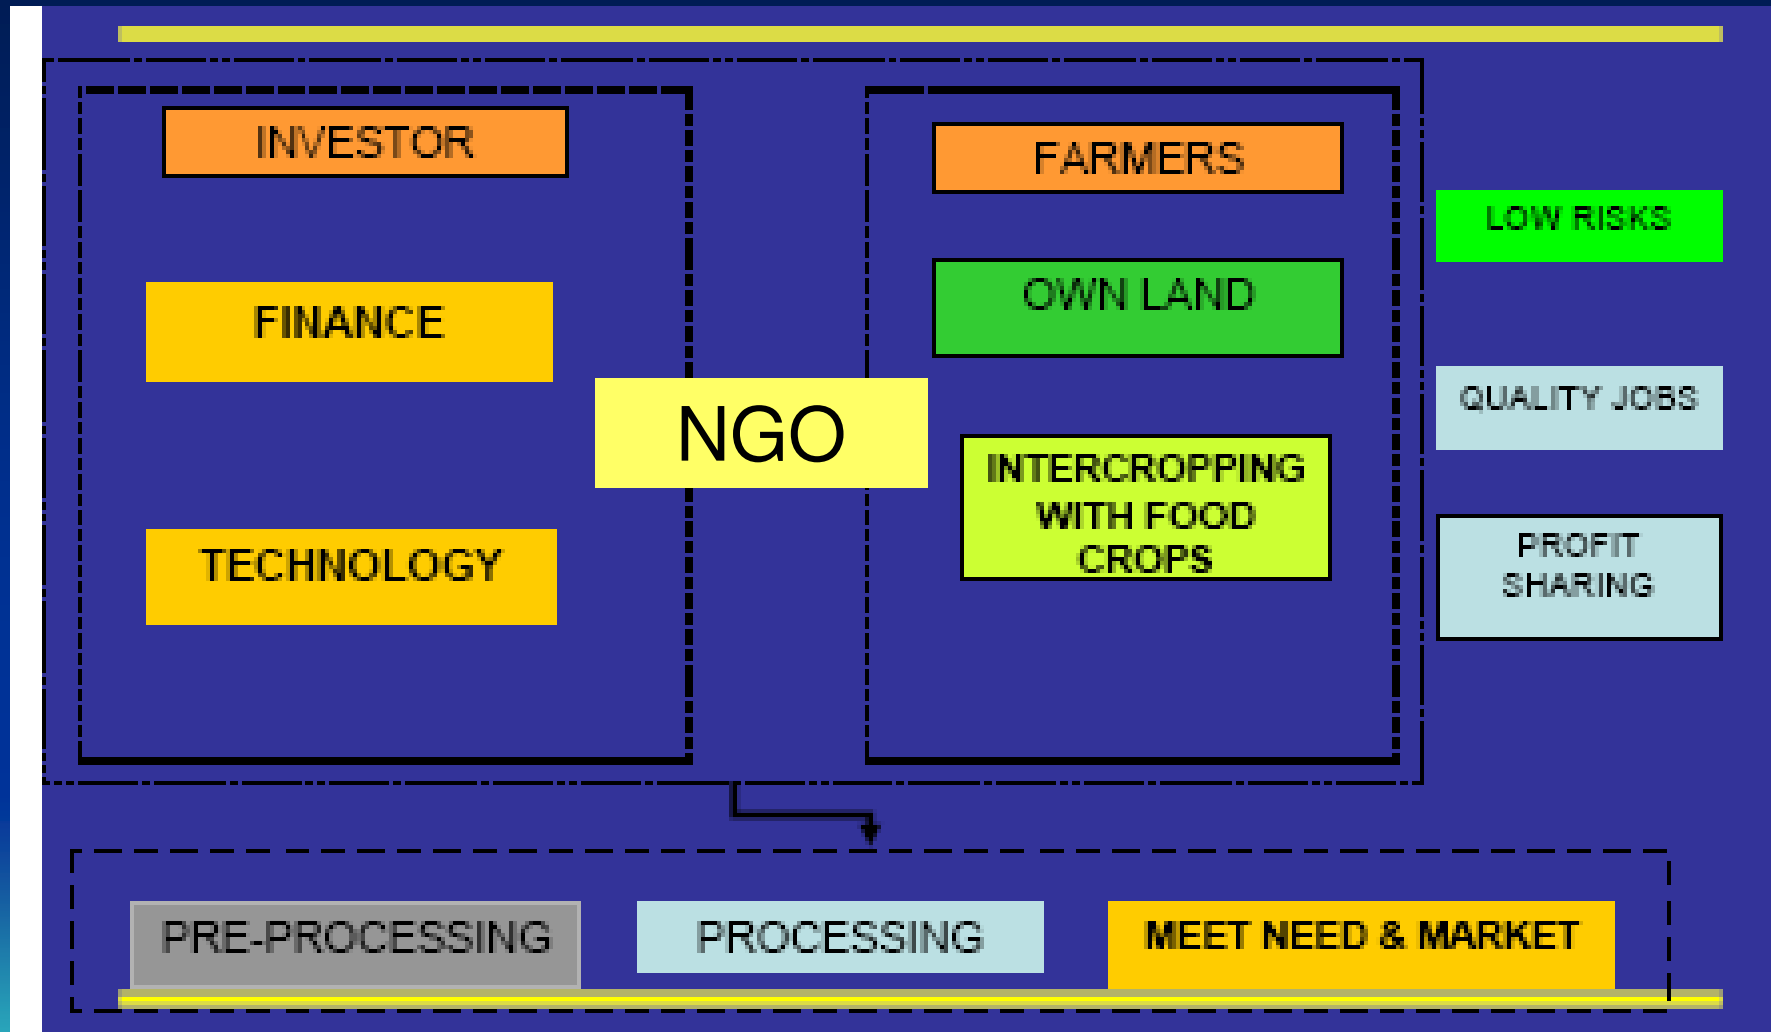 INVESTOR
FINANCE
TECHNOLOGY
NGO
FARMERS
OWN LAND
INTERCROPPING
WITH FOOD
CROPS
LOW RISKS
QUALITY JOBS
PROFIT
SHARING
PRE-PROCESSING
PROCESSING
MEET NEED & MARKET